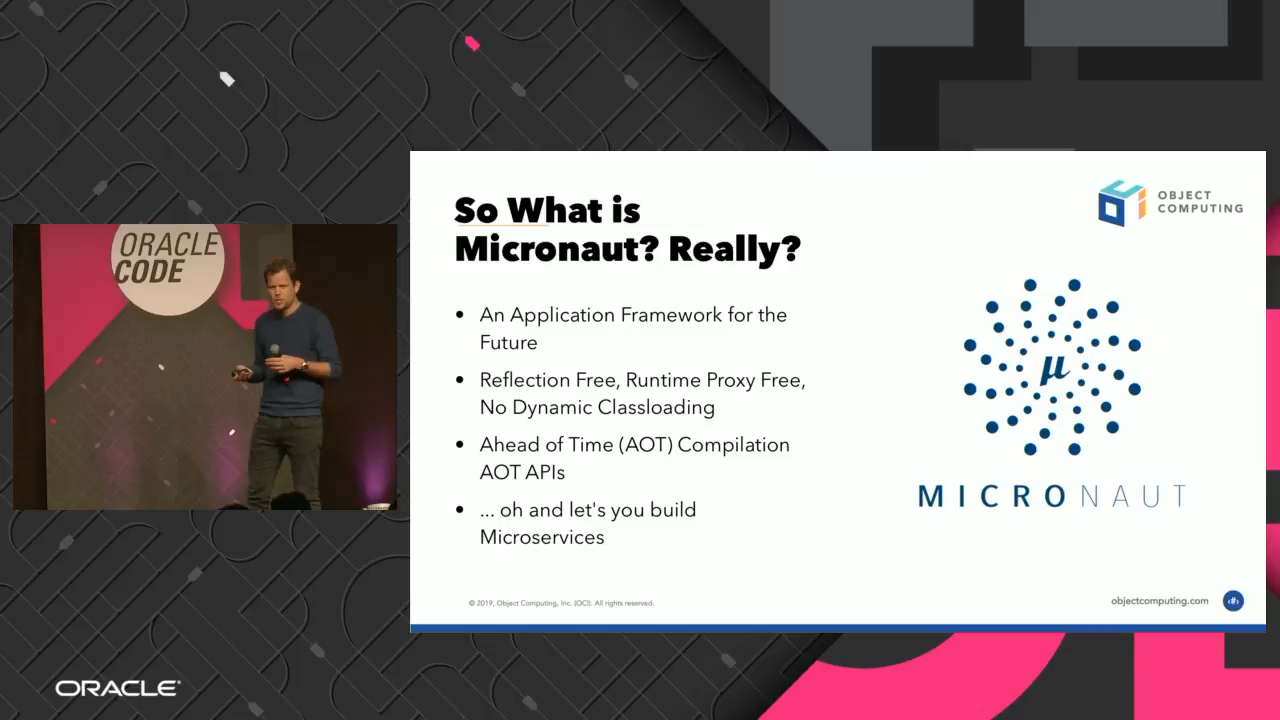 ORACLE
CODE
So What is
Micronaut? Really?
An Application Framework for the
Future
Reflection Free, Runtime Proxy Free,
No Dynamic Classloading
Ahead of Time (AOT) Compilation
AOT APIs
... oh and let's you build
Microservices
OBJECT
COMPUTING
µ
MICRONAUT
© 2019, Object Computing, Inc. (OCI). All rights reserved.
objectcomputing.com
‹#›
ORACLE